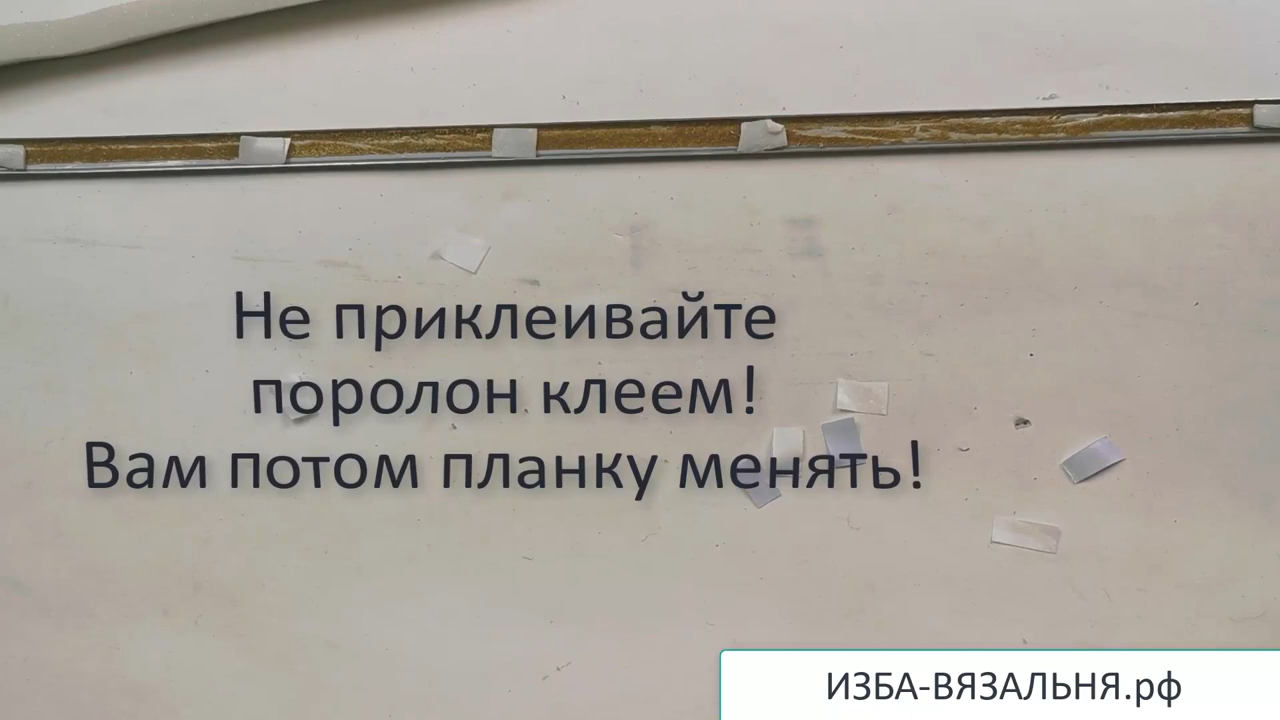 Не приклеивайте
поролон клеем!
Вам потом планку менять!
ИЗБА-ВЯЗАЛЬНЯ.рф